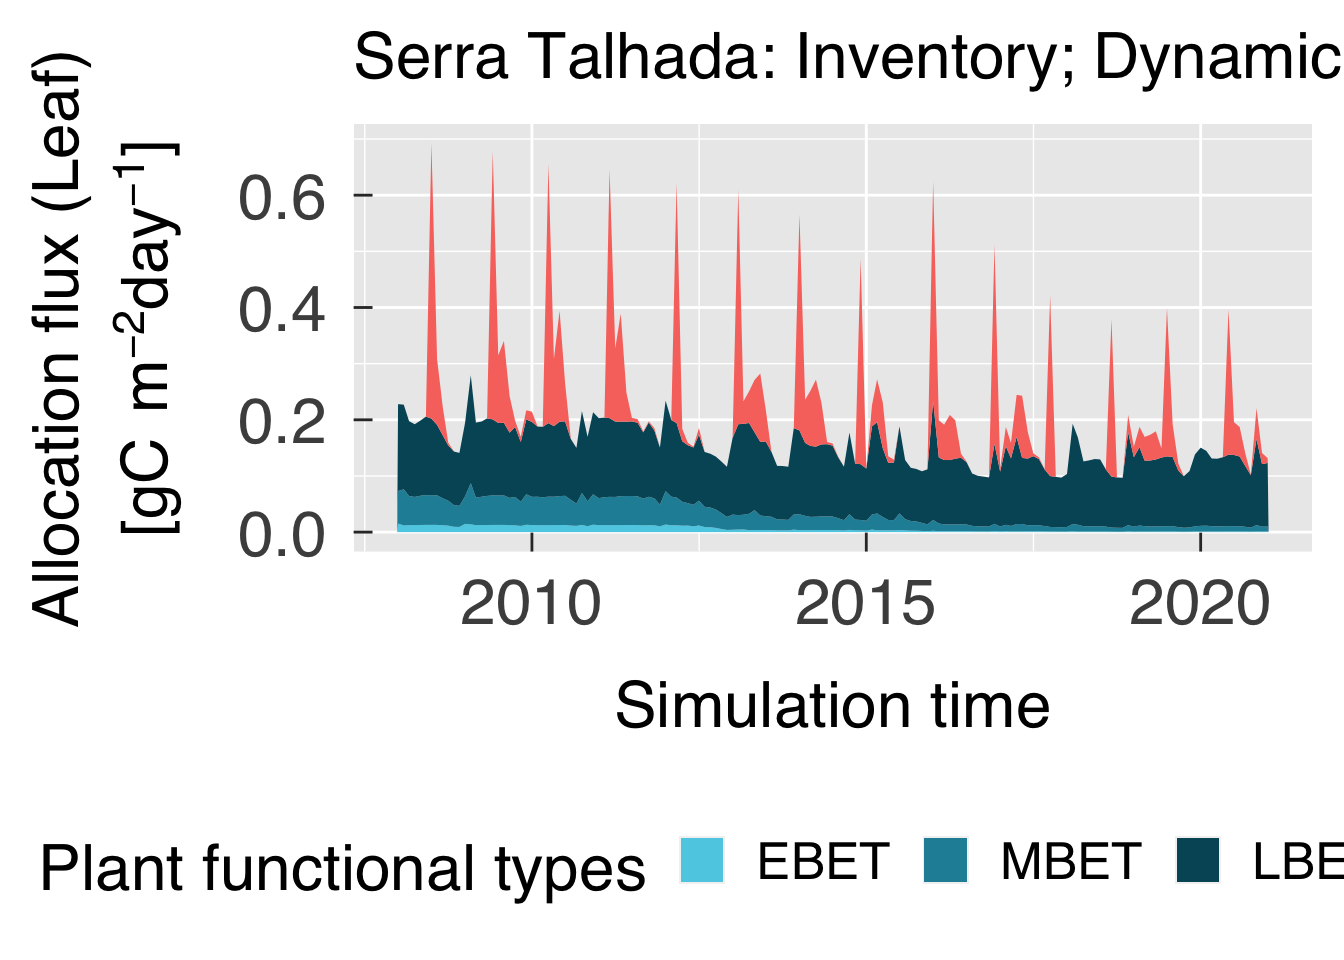 Serra Talhada: Inventory; Dynamic
Allocation flux (Leaf)
[gC m⁻²day⁻¹]
0.6
0.4
0.2
0.0
2010 2015 2020
Simulation time
Plant functional types EBET MBET LBE